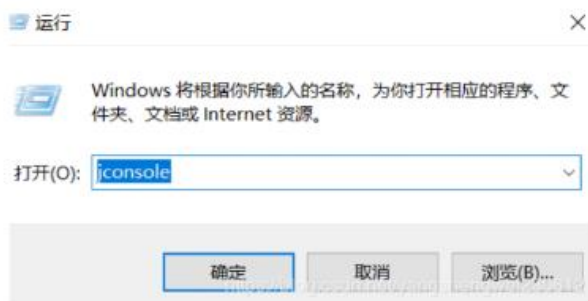 运行
Windows 将根据你所输入的名称，为你打开相应的程序、文
件夹、文档或 Internet 资源。
打开(O):
jconsole
确定
取消
浏览(B)...